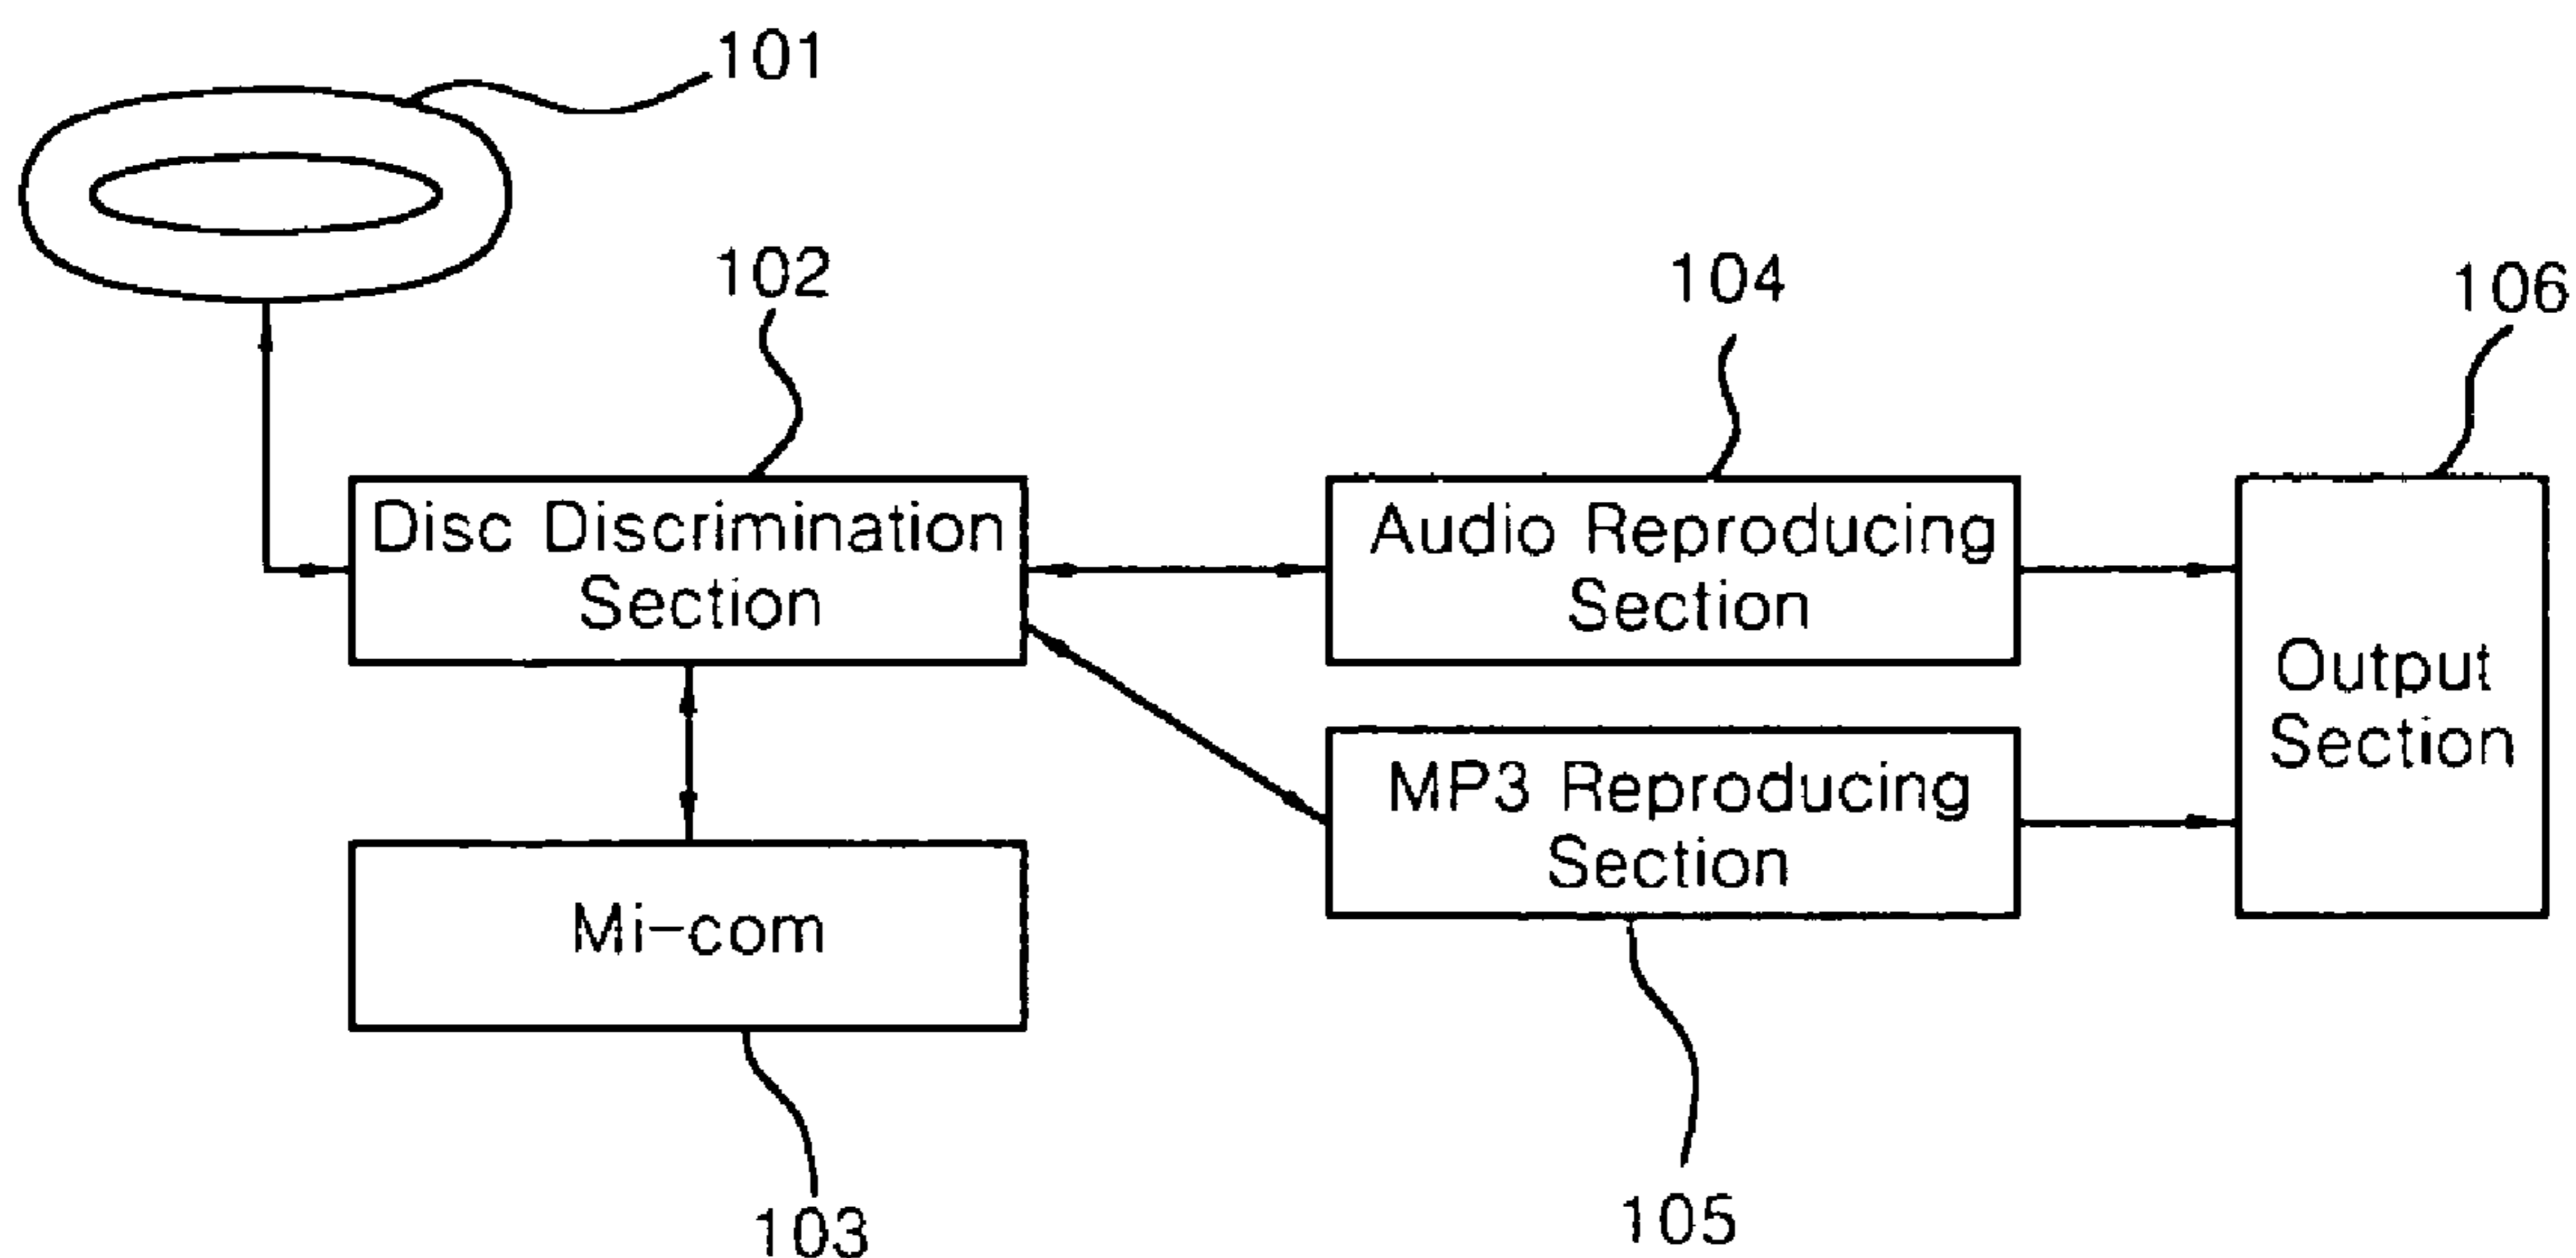 101
102
104
106
Disc Discrimination
Section
Audio Reproducing
Section
Output
Section
MP3 Reproducing
Section
Mi-com
103
105